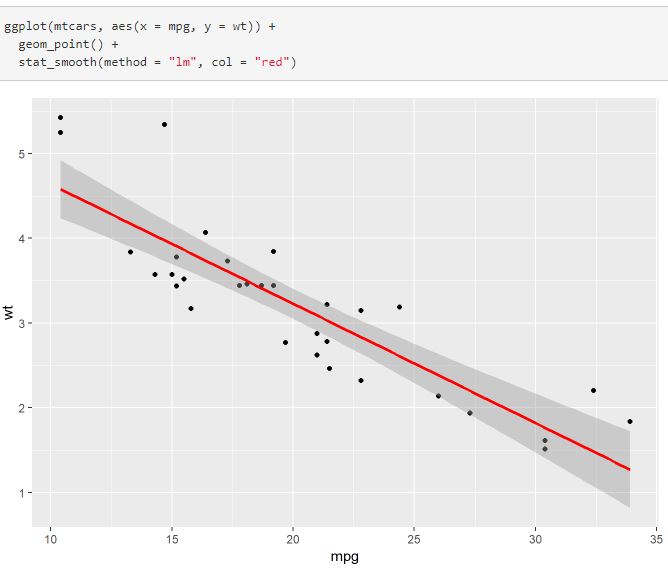 ggplot(mtcars, aes(x = mpg, y = wt)) +
  geom_point() +
  stat_smooth(method = "lm", col = "red")
5
4
3
2
1
wt
10 15 20 25 30 35
mpg